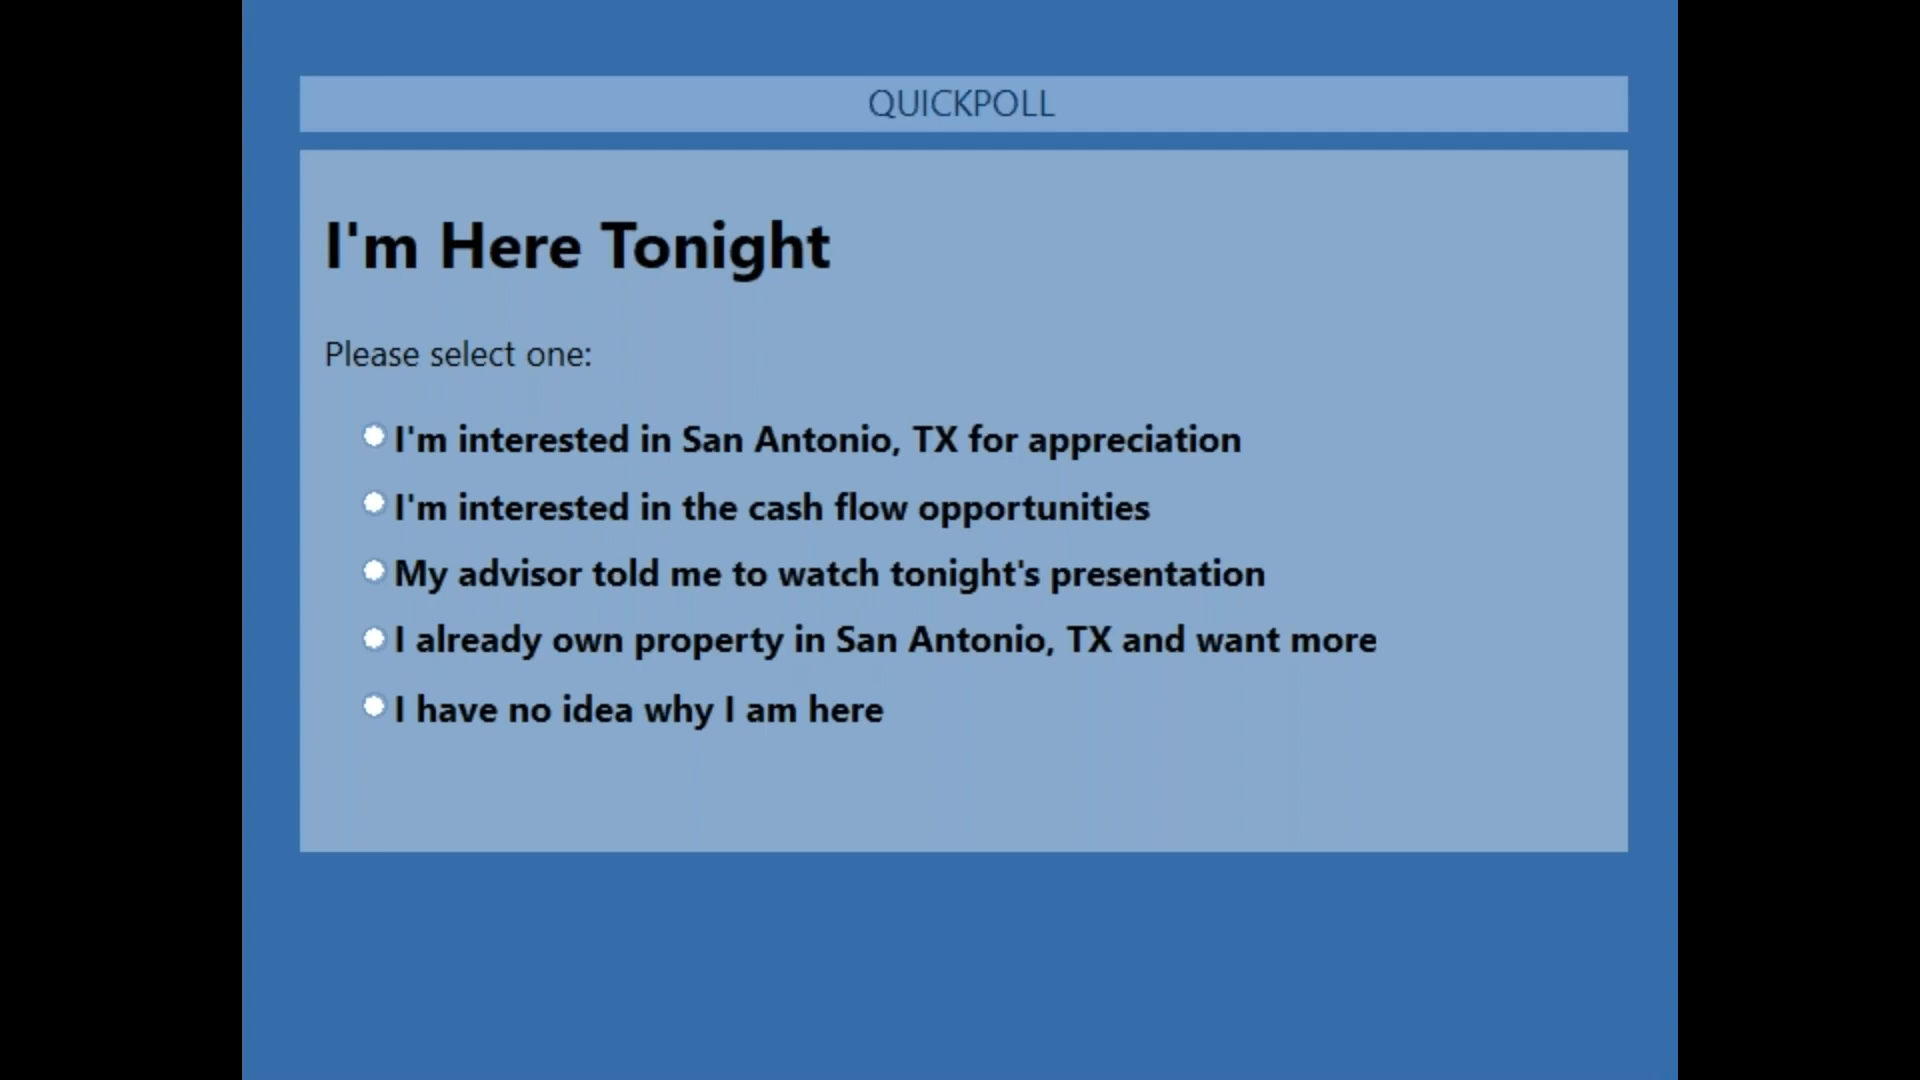 QUICKPOLL
I'm Here Tonight
Please select one:
I'm interested in San Antonio, TX for appreciation
I'm interested in the cash flow opportunities
My advisor told me to watch tonight's presentation
I already own property in San Antonio, TX and want more
I have no idea why I am here